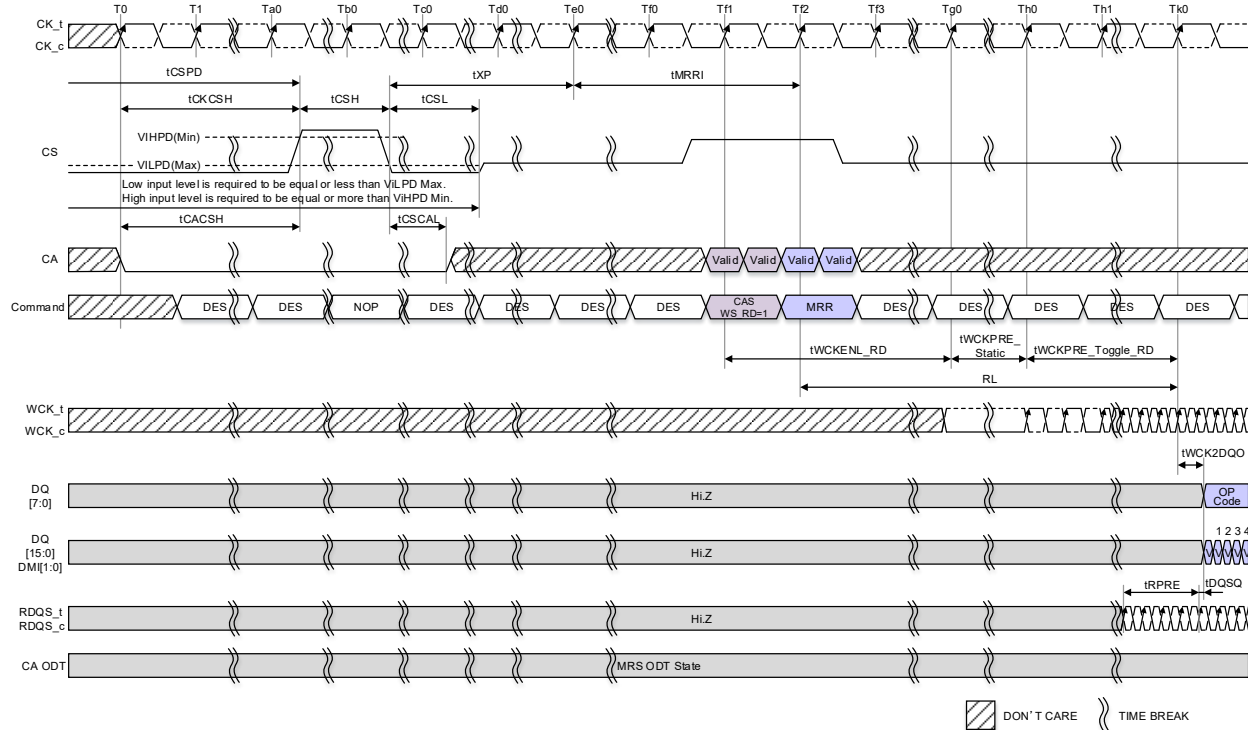 T0 T1 Ta0 Tb0 Tc0 Td0 Te0 Tf0 Tf1 Tf2 Tf3 Tf1 Tg0 Th0 Th1 Tk0
CK_t
CK_c
tCSPD
tXP tMRRI
tCKCSH tCSH tCSL
VIHPD(Min)
CS
VILPD(Max)
Low input level is required to be equal or less than ViLPD Max.
High input level is required to be equal or more than ViHPD Min.
tCACSH tCSCAL
CA Valid Valid Valid Valid
Command DES DES NOP DES DES DES DES CAS WS_RD=1 MRR DES DES DES DES DES
tWCKENL_RD tWCKPRE_Static tWCKPRE_Toggle_RD
RL
WCK_t
WCK_c
tWCK2DQO
DQ
[7:0]
Hi.Z
OP
Code
1 2 3 4
DQ
[15:0]
DMI[1:0]
Hi.Z
V V V V V
tRPRE tDQSQ
RDQS_t
RDQS_c
Hi.Z
CA ODT MRS ODT State
DON'T CARE TIME BREAK